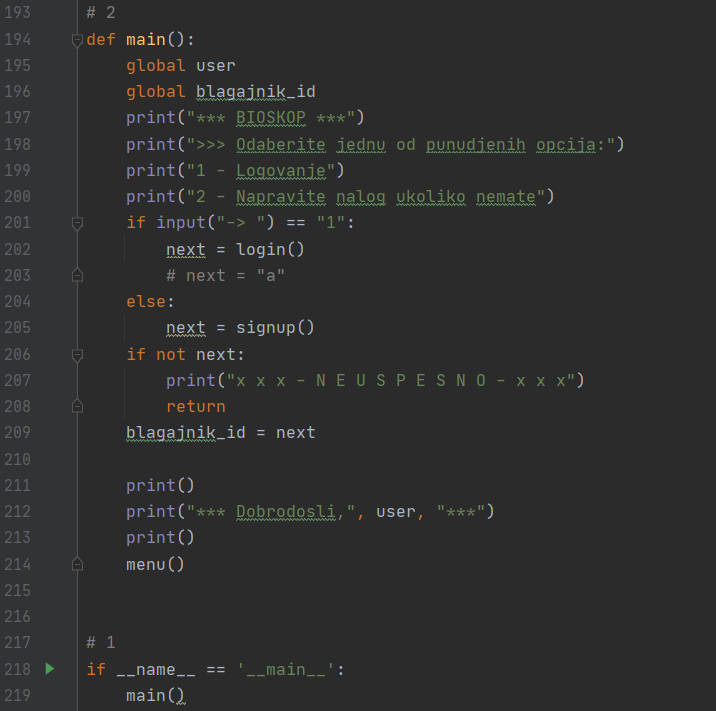 193 # 2
194 def main():
195     global user
196     global blagajnik_id
197     print("*** BIOSKOP ***")
198     print(">>> Odaberite jednu od punudjenih opcija:")
199     print("1 - Logovanje")
200     print("2 - Napravite nalog ukoliko nemate")
201     if input("-> ") == "1":
202         next = login()
203         # next = "a"
204     else:
205         next = signup()
206     if not next:
207         print("x x x - N E U S P E S N O - x x x")
208         return
209     blagajnik_id = next
210
211     print()
212     print("*** Dobrodosli,", user, "***")
213     print()
214     menu()
215
216
217 # 1
218 if __name__ == '__main__':
219     main()